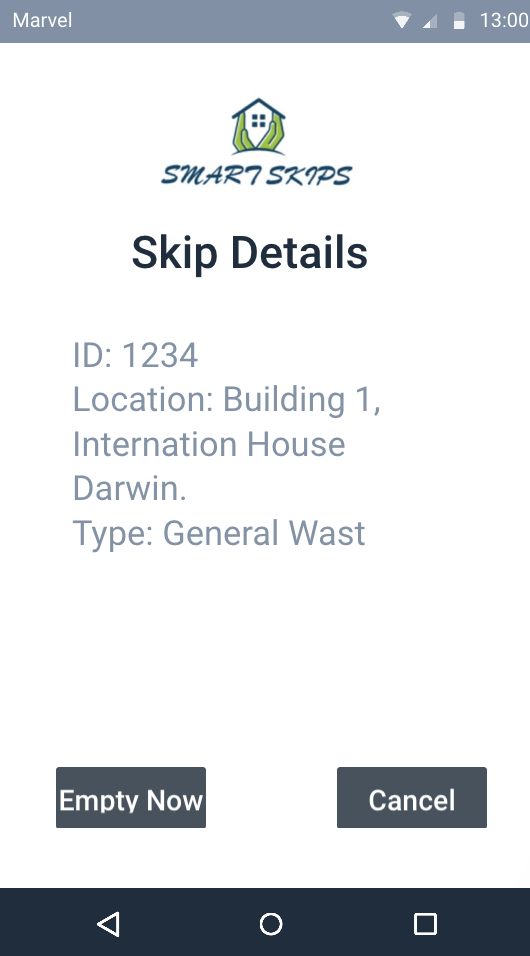 Marvel
13:00
SMART SKIPS
Skip Details
ID: 1234
Location: Building 1,
Internation House
Darwin.
Type: General Wast
Empty Now
Cancel